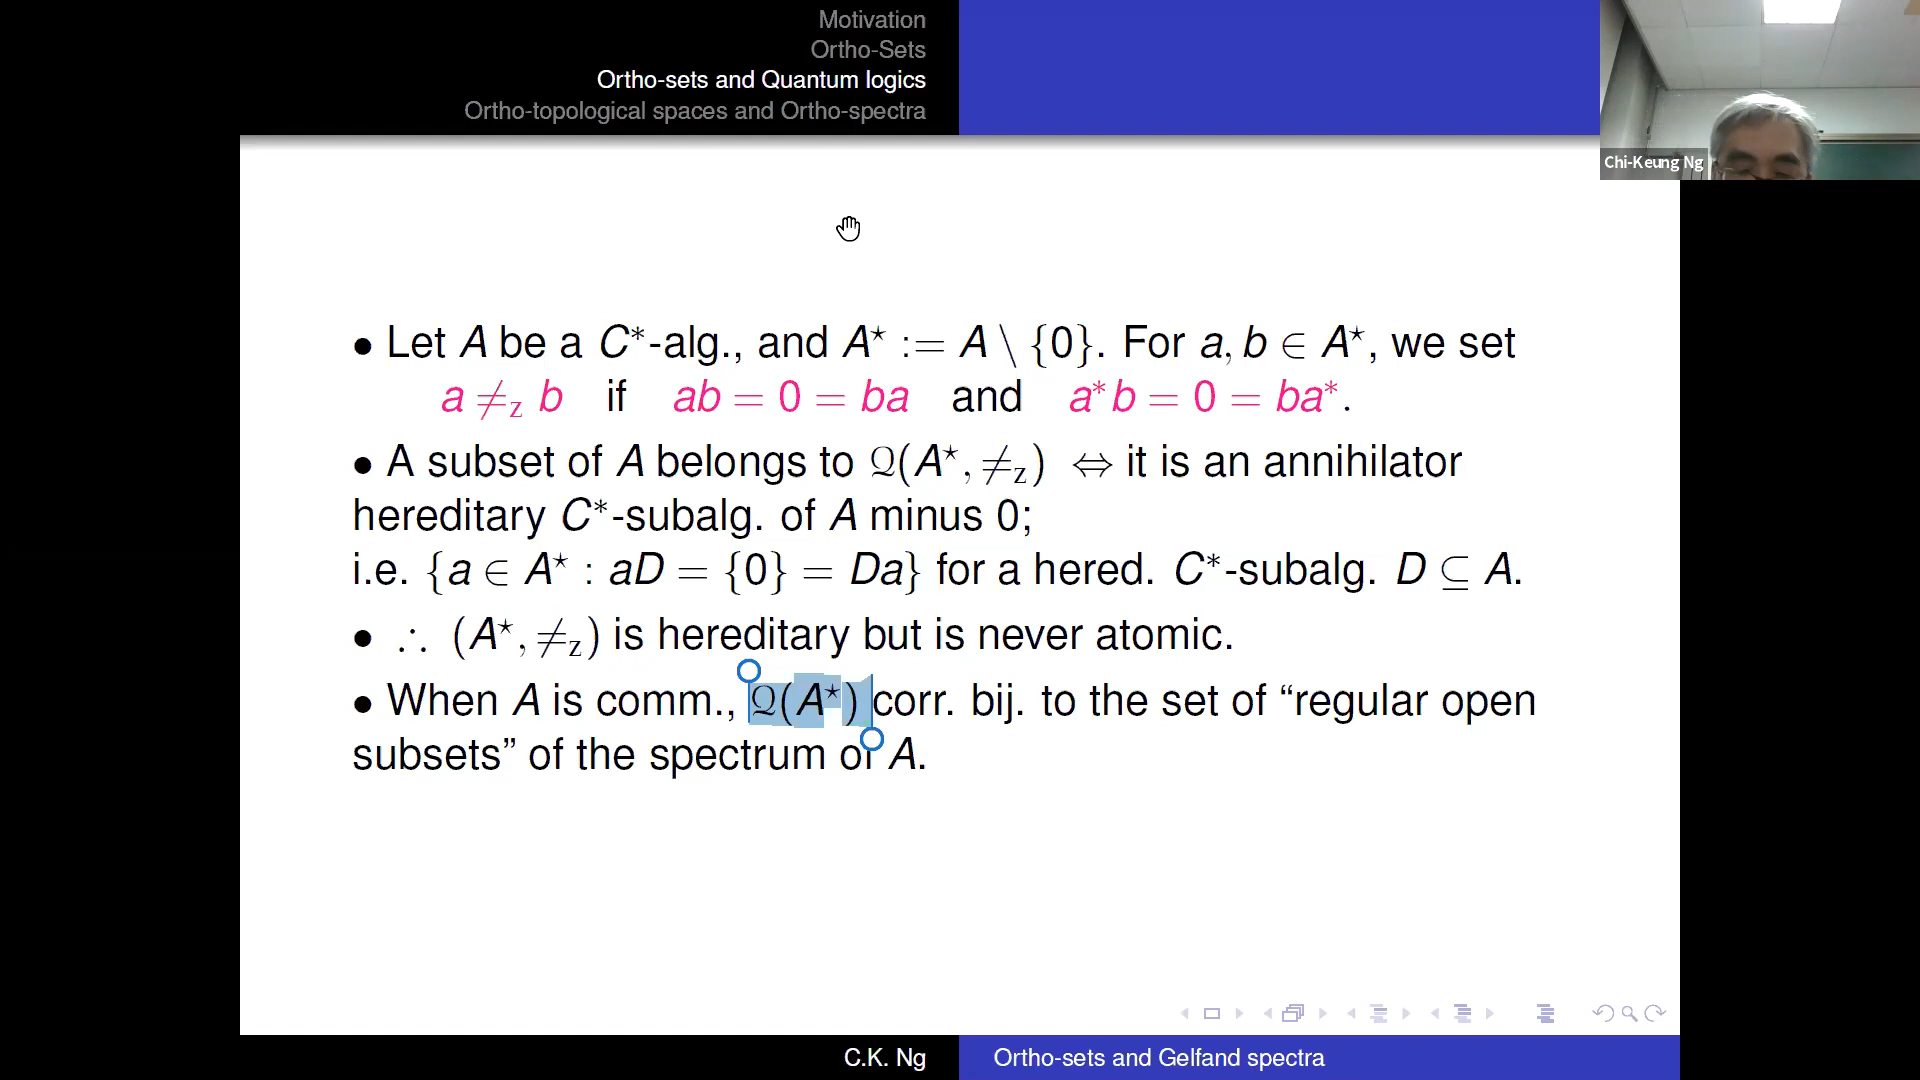 Motivation
Ortho-Sets
Ortho-sets and Quantum logics
Ortho-topological spaces and Ortho-spectra
Chi-Keung Ng
• Let A be a C*-alg., and A⋆ := A \ {0}. For a, b ∈ A⋆, we set
a ≠z b if ab = 0 = ba and a*b = 0 = ba*.
• A subset of A belongs to 𝔔(A⋆, ≠z) ⇔ it is an annihilator
hereditary C*-subalg. of A minus 0;
i.e. {a ∈ A⋆ : aD = {0} = Da} for a hered. C*-subalg. D ⊆ A.
• ∴ (A⋆, ≠z) is hereditary but is never atomic.
• When A is comm., 𝔔(A⋆) corr. bij. to the set of “regular open
subsets” of the spectrum of A.
C.K. Ng
Ortho-sets and Gelfand spectra